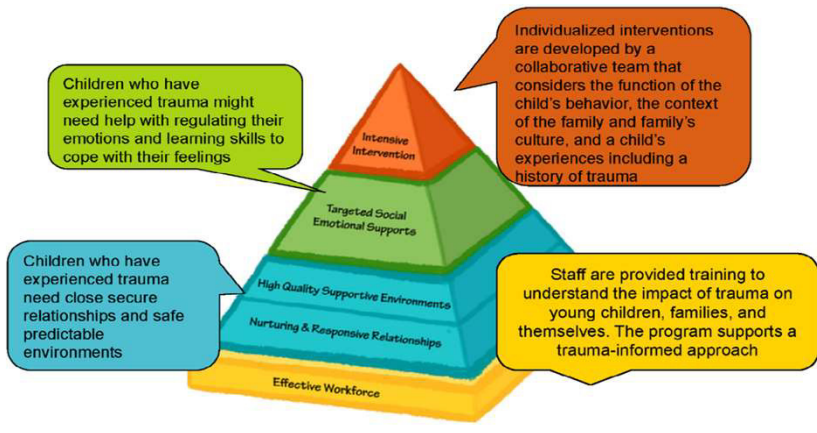 Individualized interventions
are developed by a
collaborative team that
considers the function of the
child's behavior, the context
of the family and family's
culture, and a child's
experiences including a
history of trauma
Children who have
experienced trauma might
need help with regulating their
emotions and learning skills to
cope with their feelings
Intensive
Intervention
Targeted Social
Emotional Supports
Children who have
experienced trauma
need close secure
relationships and safe
predictable
environments
High Quality Supportive Environments
Nurturing & Responsive Relationships
Staff are provided training to
understand the impact of trauma on
young children, families, and
themselves. The program supports a
trauma-informed approach
Effective Workforce